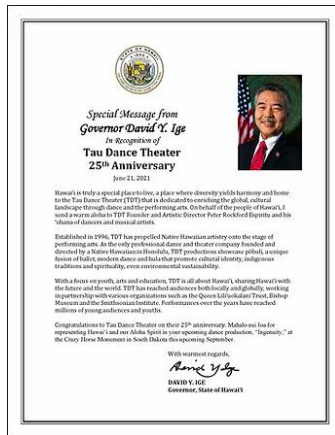 STATE OF HAWAII
Special Message from
Governor David Y. Ige
In Recognition of
Tau Dance Theater
25th Anniversary
June 21, 2021
Hawai'i is truly a special place to live, a place where diversity yields harmony and home
to the Tau Dance Theater (TDT) that is dedicated to enriching the global, cultural
landscape through dance and the performing arts. On behalf of the people of Hawai'i, I
send a warm aloha to TDT Founder and Artistic Director Peter Rockford Espiritu and his
'ohana of dancers and musical artists.
Established in 1996, TDT has propelled Native Hawaiian artistry onto the stage of
performing arts. As the only professional dance and theater company founded and
directed by a Native Hawaiian in Honolulu, TDT productions showcase pūhuli, a unique
fusion of ballet, modern dance and hula that promote cultural identity, indigenous
traditions and spirituality, even environmental sustainability.
With a focus on youth, arts and education, TDT is all about Hawai'i, sharing Hawai'i with
the future and the world. TDT has reached audiences both locally and globally, working
in partnership with various organizations such as the Queen Lili'uokalani Trust, Bishop
Museum and the Smithsonian Institute. Performances over the years have reached
millions of young audiences and youths.
Congratulations to Tau Dance Theater on their 25th anniversary. Mahalo nui loa for
representing Hawai'i and our Aloha Spirit in your upcoming dance production, "Ingenuity," at
the Crazy Horse Monument in South Dakota this upcoming September.
With warmest regards,
David Y. Ige
DAVID Y. IGE
Governor, State of Hawai'i